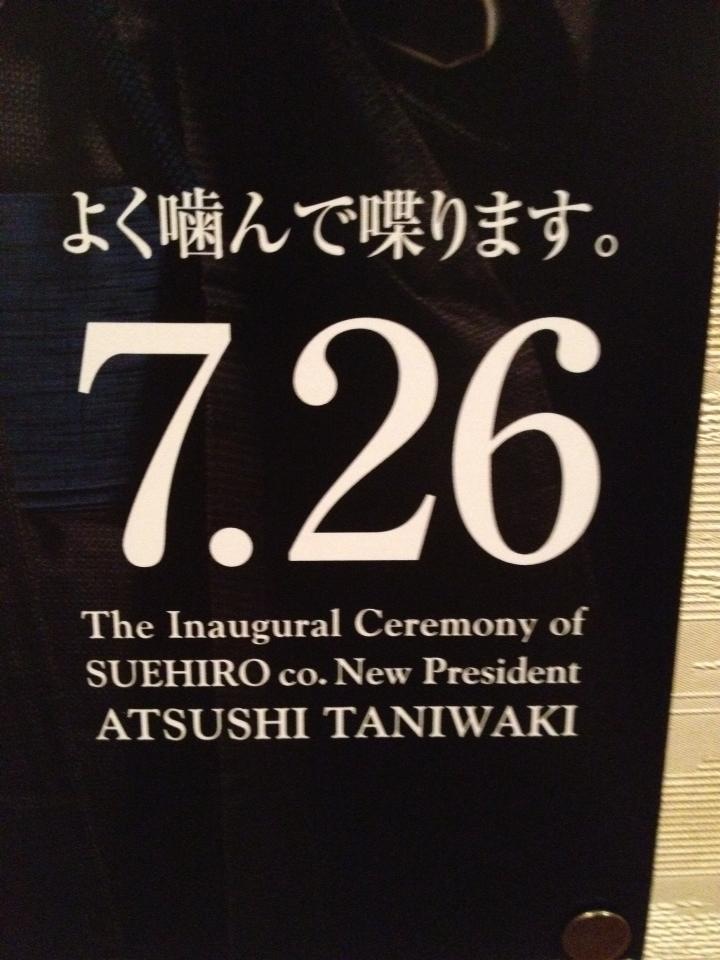 よく噛んで喋ります。
7.26
The Inaugural Ceremony of
SUEHIRO co. New President
ATSUSHI TANIWAKI